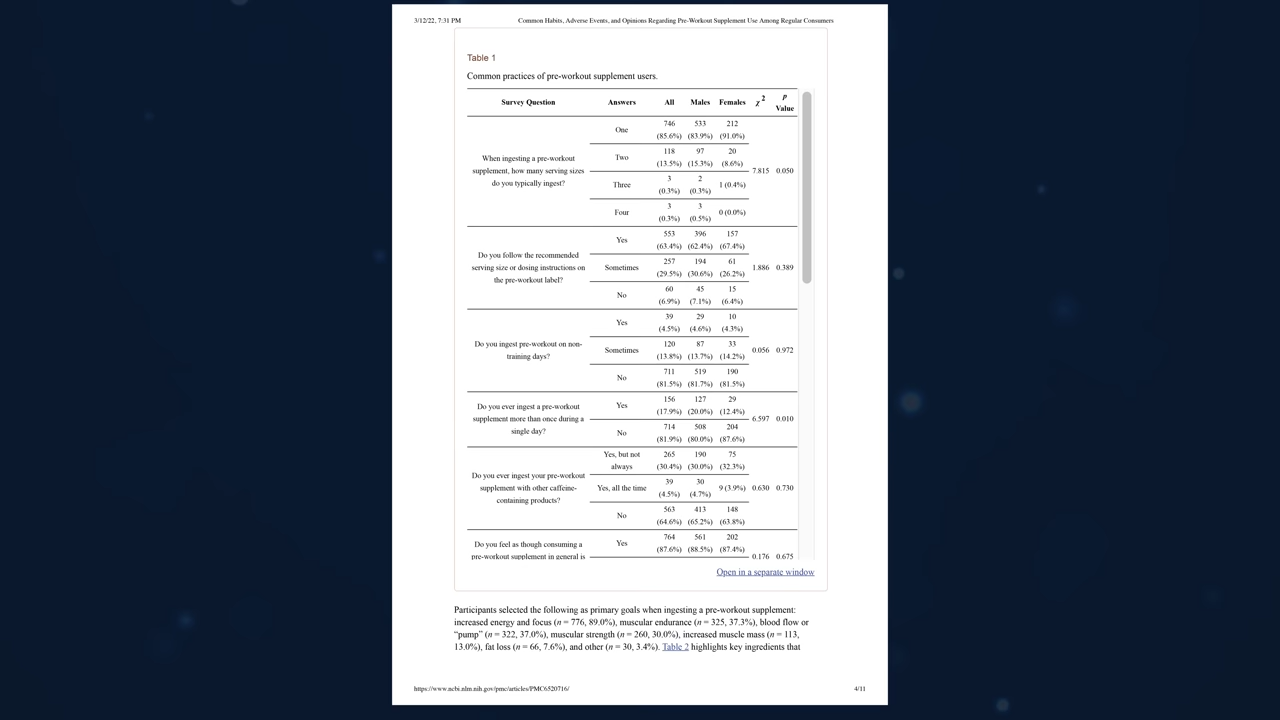 3/12/22, 7:31 PM
Common Habits, Adverse Events, and Opinions Regarding Pre-Workout Supplement Use Among Regular Consumers
Table 1
Common practices of pre-workout supplement users.
Survey Question Answers All Males Females χ 2 p Value
When ingesting a pre-workout
supplement, how many serving sizes
do you typically ingest?
One 746 (85.6%) 533 (83.9%) 212 (91.0%)
Two 118 (13.5%) 97 (15.3%) 20 (8.6%)
7.815 0.050
Three 3 (0.3%) 2 (0.3%) 1 (0.4%)
Four 3 (0.3%) 3 (0.5%) 0 (0.0%)
Do you follow the recommended
serving size or dosing instructions on
the pre-workout label?
Yes 553 (63.4%) 396 (62.4%) 157 (67.4%)
Sometimes 257 (29.5%) 194 (30.6%) 61 (26.2%) 1.886 0.389
No 60 (6.9%) 45 (7.1%) 15 (6.4%)
Do you ingest pre-workout on non-
training days?
Yes 39 (4.5%) 29 (4.6%) 10 (4.3%)
Sometimes 120 (13.8%) 87 (13.7%) 33 (14.2%) 0.056 0.972
No 711 (81.5%) 519 (81.7%) 190 (81.5%)
Do you ever ingest a pre-workout
supplement more than once during a
single day?
Yes 156 (17.9%) 127 (20.0%) 29 (12.4%)
6.597 0.010
No 714 (81.9%) 508 (80.0%) 204 (87.6%)
Do you ever ingest your pre-workout
supplement with other caffeine-
containing products?
Yes, but not always 265 (30.4%) 190 (30.0%) 75 (32.3%)
Yes, all the time 39 (4.5%) 30 (4.7%) 9 (3.9%) 0.630 0.730
No 563 (64.6%) 413 (65.2%) 148 (63.8%)
Do you feel as though consuming a
pre-workout supplement in general is
Yes 764 (87.6%) 561 (88.5%) 202 (87.4%)
0.176 0.675
Open in a separate window
Participants selected the following as primary goals when ingesting a pre-workout supplement:
increased energy and focus (n = 776, 89.0%), muscular endurance (n = 325, 37.3%), blood flow or
“pump” (n = 322, 37.0%), muscular strength (n = 260, 30.0%), increased muscle mass (n = 113,
13.0%), fat loss (n = 66, 7.6%), and other (n = 30, 3.4%). Table 2 highlights key ingredients that
https://www.ncbi.nlm.nih.gov/pmc/articles/PMC6520716/
4/11